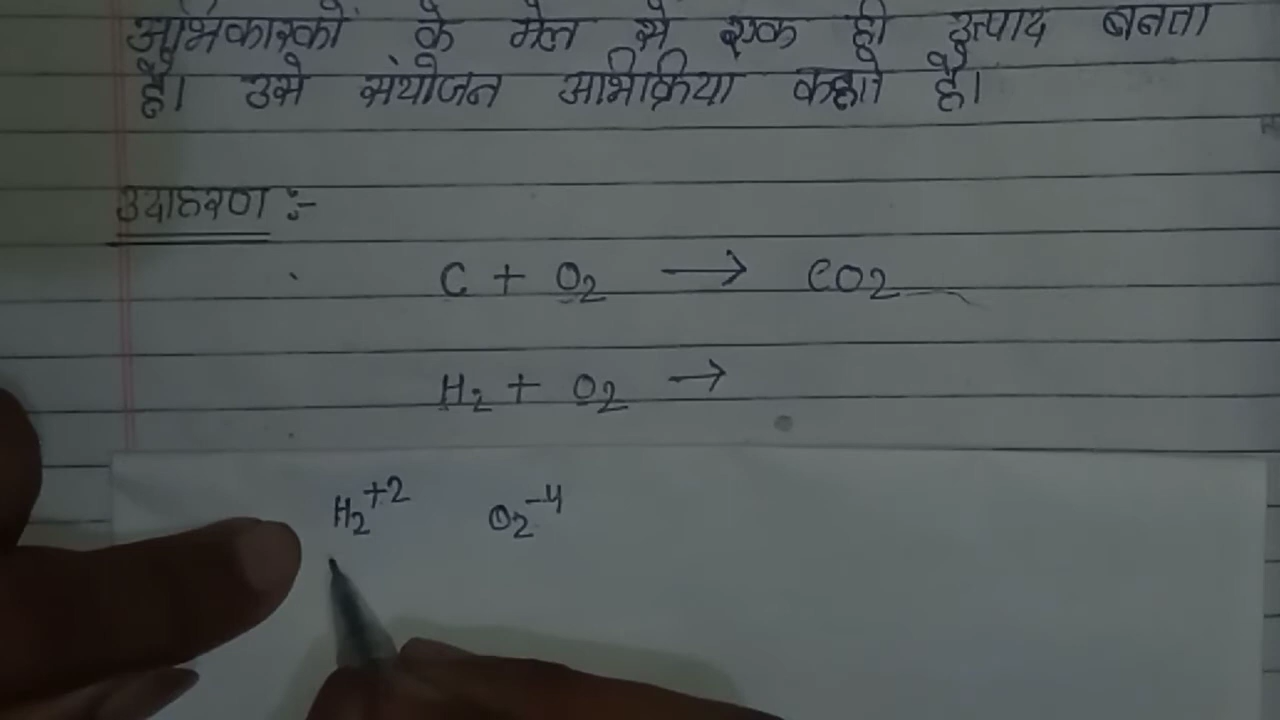 अभिकारकों के मेल से एक ही उत्पाद बनता
है। उसे संयोजन अभिक्रिया कहते है।
उदाहरण :-
C + O₂ → CO₂
H₂ + O₂ →
H₂⁺² O₂⁻⁴